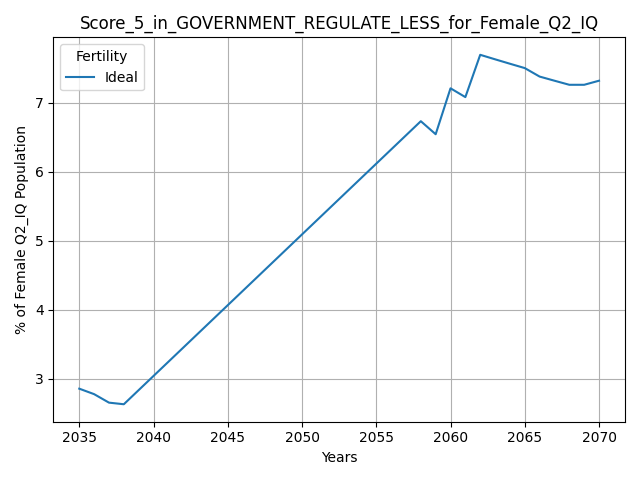 Score_5_in_GOVERNMENT_REGULATE_LESS_for_Female_Q2_IQ
Fertility
Ideal
% of Female Q2_IQ Population
7
6
5
4
3
2035 2040 2045 2050 2055 2060 2065 2070
Years